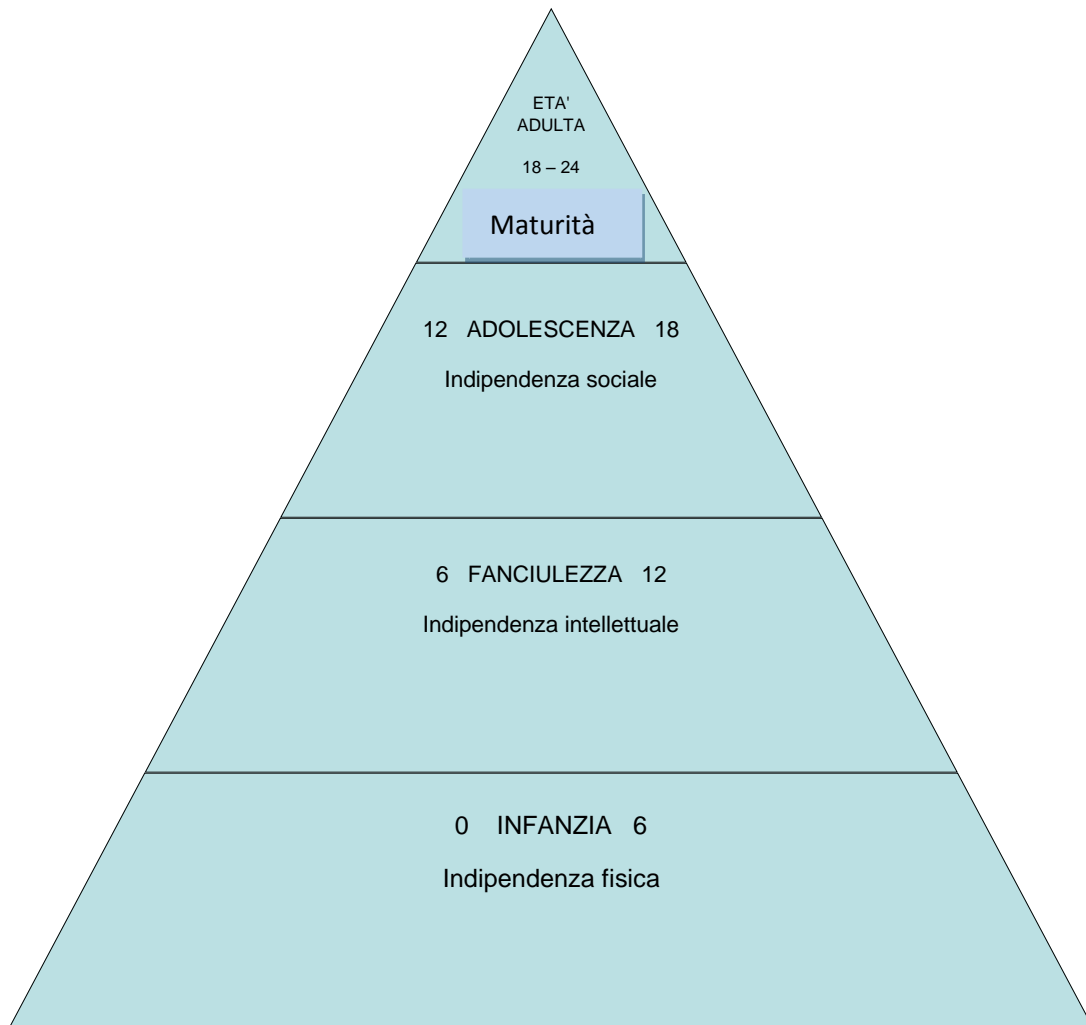 ETA'
ADULTA
18 – 24
Maturità
12 ADOLESCENZA 18
Indipendenza sociale
6 FANCIULEZZA 12
Indipendenza intellettuale
0 INFANZIA 6
Indipendenza fisica